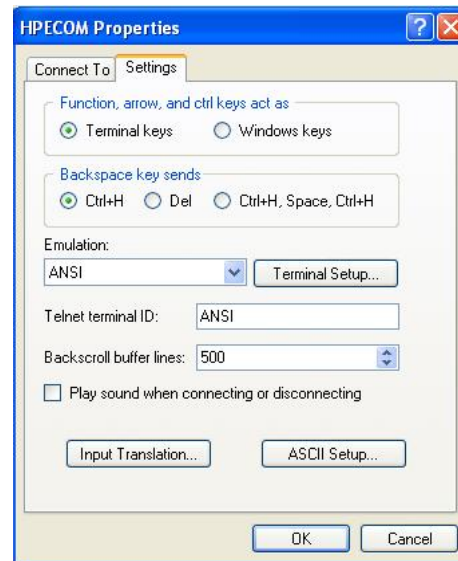 HPECOM Properties
Connect To Settings
Function, arrow, and ctrl keys act as
Terminal keys Windows keys
Backspace key sends
Ctrl+H Del Ctrl+H, Space, Ctrl+H
Emulation:
ANSI Terminal Setup...
Telnet terminal ID: ANSI
Backscroll buffer lines: 500
Play sound when connecting or disconnecting
Input Translation... ASCII Setup...
OK Cancel